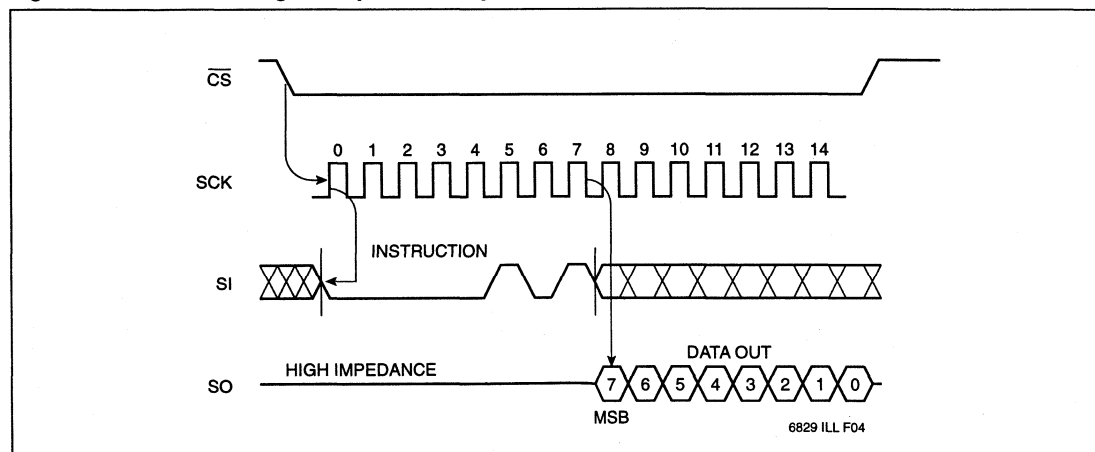 CS
0 1 2 3 4 5 6 7 8 9 10 11 12 13 14
SCK
INSTRUCTION
SI
DATA OUT
HIGH IMPEDANCE
SO
7 6 5 4 3 2 1 0
MSB
6829 ILL F04